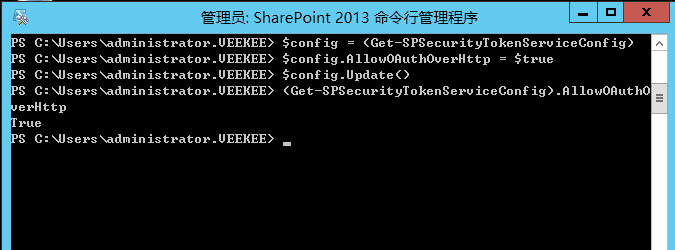 管理员: SharePoint 2013 命令行管理程序
PS C:\Users\administrator.VEEKEE> $config = (Get-SPSecurityTokenServiceConfig)
PS C:\Users\administrator.VEEKEE> $config.AllowOAuthOverHttp = $true
PS C:\Users\administrator.VEEKEE> $config.Update()
PS C:\Users\administrator.VEEKEE> (Get-SPSecurityTokenServiceConfig).AllowOAuthO
verHttp
True
PS C:\Users\administrator.VEEKEE>